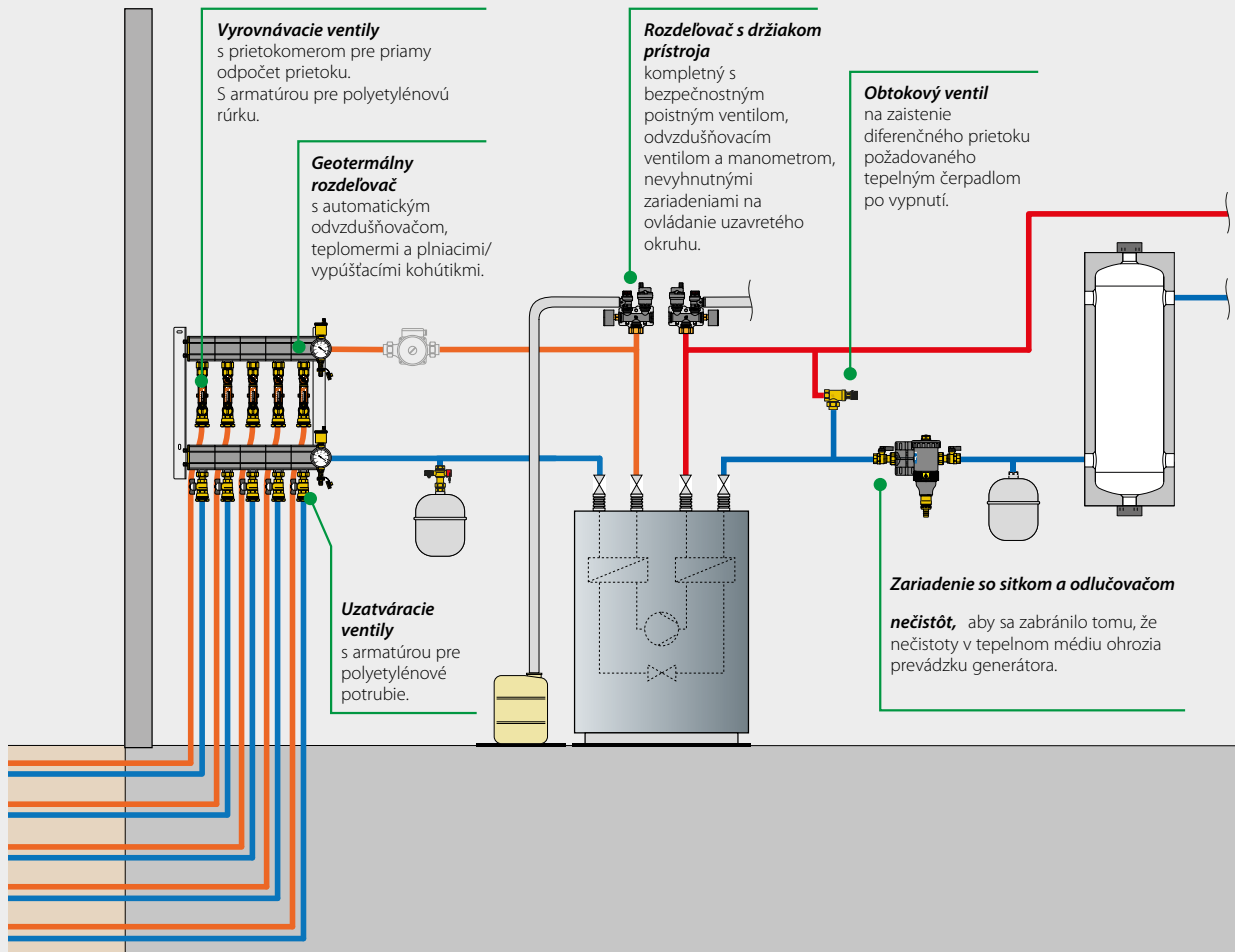 Vyrovnávacie ventily
s prietokomerom pre priamy
odpočet prietoku.
S armatúrou pre polyetylénovú
rúrku.
Geotermálny
rozdeľovač
s automatickým
odvzdušňovačom,
teplomermi a plniacimi/
vypúšťacími kohútikmi.
Rozdeľovač s držiakom
prístroja
kompletný s
bezpečnostným
poistným ventilom,
odvzdušňovacím
ventilom a manometrom,
nevyhnutnými
zariadeniami na
ovládanie uzavretého
okruhu.
Obtokový ventil
na zaistenie
diferenčného prietoku
požadovaného
tepelným čerpadlom
po vypnutí.
Uzatváracie
ventily
s armatúrou pre
polyetylénové
potrubie.
Zariadenie so sitkom a odlučovačom
nečistôt, aby sa zabránilo tomu, že
nečistoty v tepelnom médiu ohrozia
prevádzku generátora.